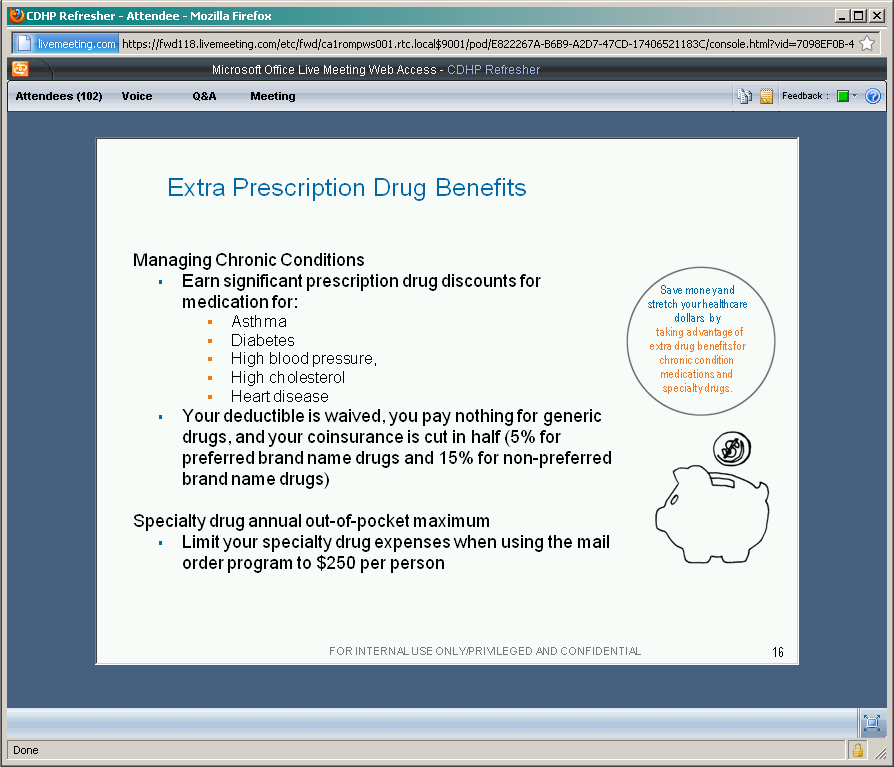 CDHP Refresher - Attendee - Mozilla Firefox
livemeeting.com https://fwd118.livemeeting.com/etc/fwd/ca1rompws001.rtc.local$9001/pod/E822267A-B6B9-A2D7-47CD-17406521183C/console.html?vid=7098EF0B-4
Microsoft Office Live Meeting Web Access - CDHP Refresher
Attendees (102) Voice Q&A Meeting Feedback :
Extra Prescription Drug Benefits
Managing Chronic Conditions
Earn significant prescription drug discounts for
medication for:
Asthma
Diabetes
High blood pressure,
High cholesterol
Heart disease
Your deductible is waived, you pay nothing for generic
drugs, and your coinsurance is cut in half (5% for
preferred brand name drugs and 15% for non-preferred
brand name drugs)
Specialty drug annual out-of-pocket maximum
Limit your specialty drug expenses when using the mail
order program to $250 per person
Save money and
stretch your healthcare
dollars by
taking advantage of
extra drug benefits for
chronic condition
medications and
specialty drugs.
$
FOR INTERNAL USE ONLY/PRIVILEGED AND CONFIDENTIAL
16
Done